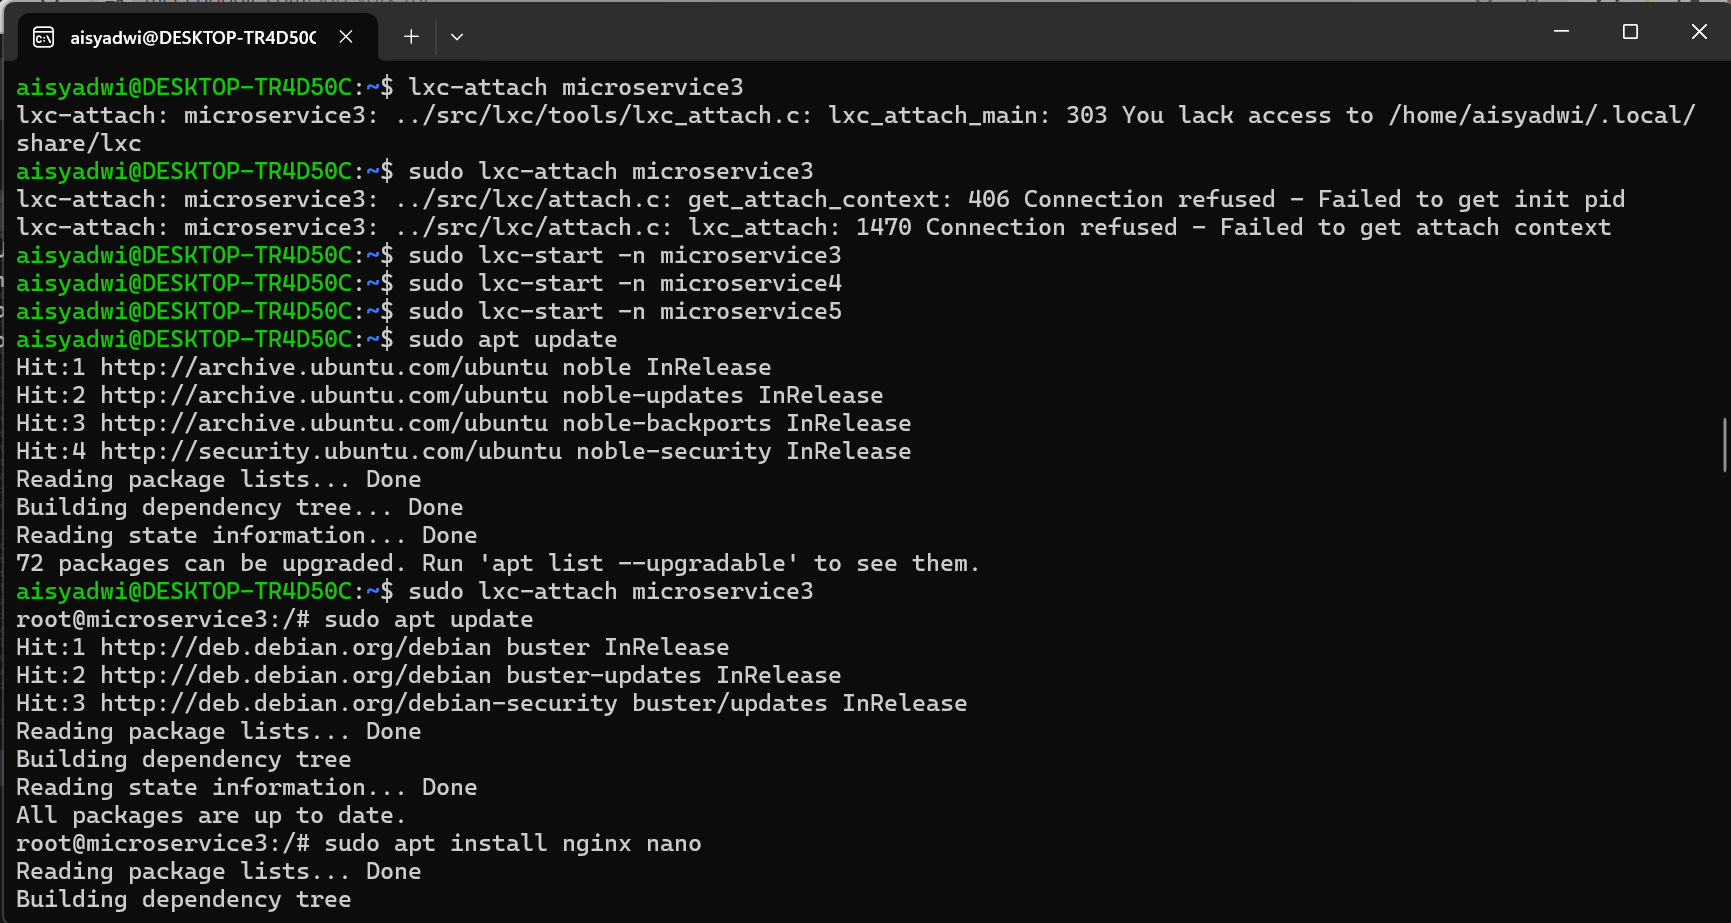 aisyadwi@DESKTOP-TR4D50C
aisyadwi@DESKTOP-TR4D50C:~$ lxc-attach microservice3
lxc-attach: microservice3: ../src/lxc/tools/lxc_attach.c: lxc_attach_main: 303 You lack access to /home/aisyadwi/.local/
share/lxc
aisyadwi@DESKTOP-TR4D50C:~$ sudo lxc-attach microservice3
lxc-attach: microservice3: ../src/lxc/attach.c: get_attach_context: 406 Connection refused - Failed to get init pid
lxc-attach: microservice3: ../src/lxc/attach.c: lxc_attach: 1470 Connection refused - Failed to get attach context
aisyadwi@DESKTOP-TR4D50C:~$ sudo lxc-start -n microservice3
aisyadwi@DESKTOP-TR4D50C:~$ sudo lxc-start -n microservice4
aisyadwi@DESKTOP-TR4D50C:~$ sudo lxc-start -n microservice5
aisyadwi@DESKTOP-TR4D50C:~$ sudo apt update
Hit:1 http://archive.ubuntu.com/ubuntu noble InRelease
Hit:2 http://archive.ubuntu.com/ubuntu noble-updates InRelease
Hit:3 http://archive.ubuntu.com/ubuntu noble-backports InRelease
Hit:4 http://security.ubuntu.com/ubuntu noble-security InRelease
Reading package lists... Done
Building dependency tree... Done
Reading state information... Done
72 packages can be upgraded. Run 'apt list --upgradable' to see them.
aisyadwi@DESKTOP-TR4D50C:~$ sudo lxc-attach microservice3
root@microservice3:/# sudo apt update
Hit:1 http://deb.debian.org/debian buster InRelease
Hit:2 http://deb.debian.org/debian buster-updates InRelease
Hit:3 http://deb.debian.org/debian-security buster/updates InRelease
Reading package lists... Done
Building dependency tree
Reading state information... Done
All packages are up to date.
root@microservice3:/# sudo apt install nginx nano
Reading package lists... Done
Building dependency tree